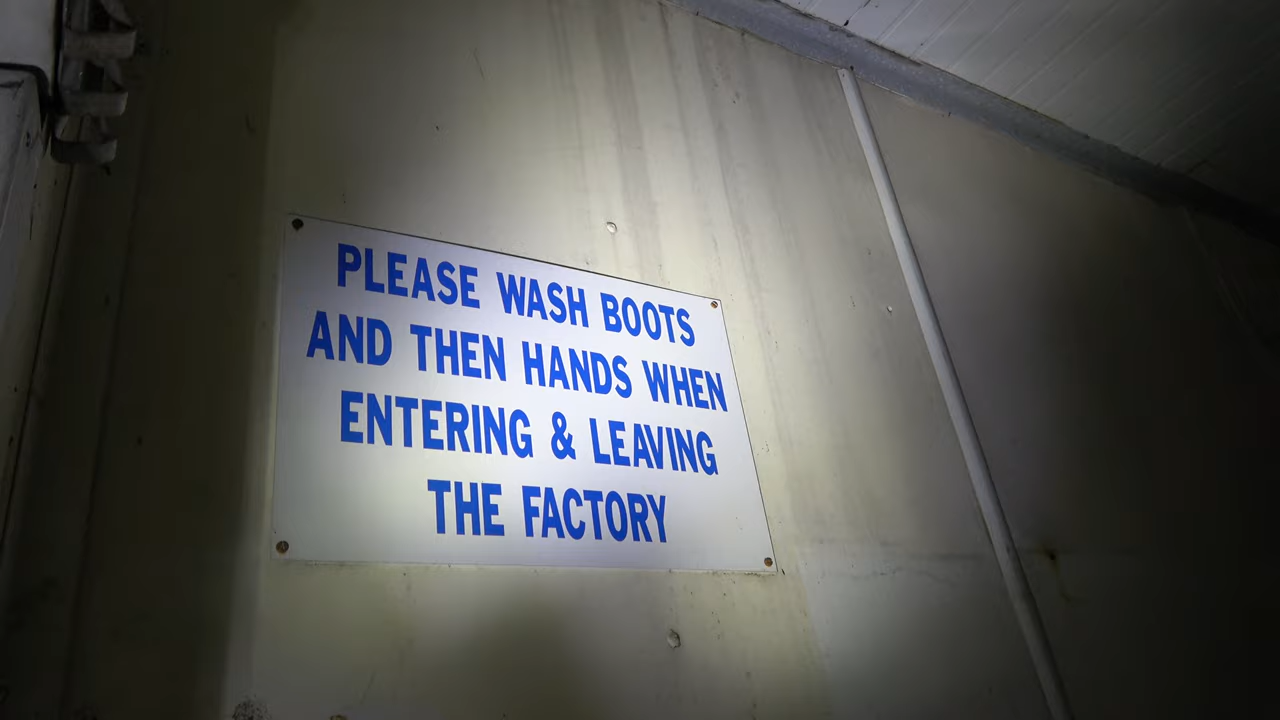 PLEASE WASH BOOTS
AND THEN HANDS WHEN
ENTERING & LEAVING
THE FACTORY